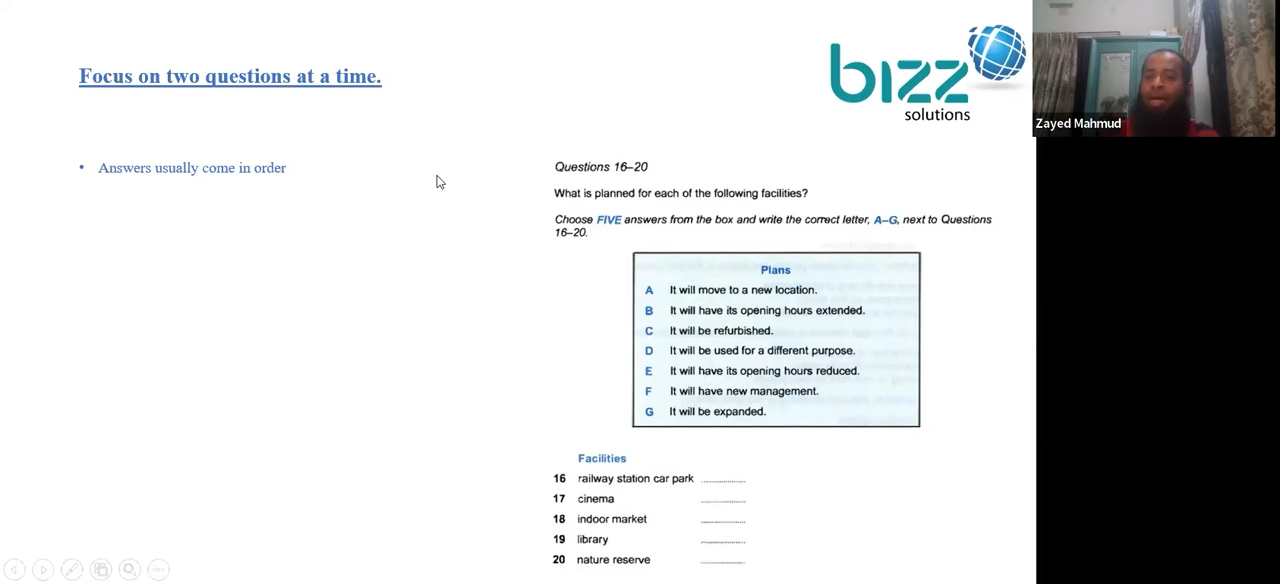 Focus on two questions at a time.
• Answers usually come in order
bizz
solutions
Zayed Mahmud
Questions 16–20
What is planned for each of the following facilities?
Choose FIVE answers from the box and write the correct letter, A–G, next to Questions
16–20.
Plans
A It will move to a new location.
B It will have its opening hours extended.
C It will be refurbished.
D It will be used for a different purpose.
E It will have its opening hours reduced.
F It will have new management.
G It will be expanded.
Facilities
16 railway station car park ....................
17 cinema ....................
18 indoor market ....................
19 library ....................
20 nature reserve ....................